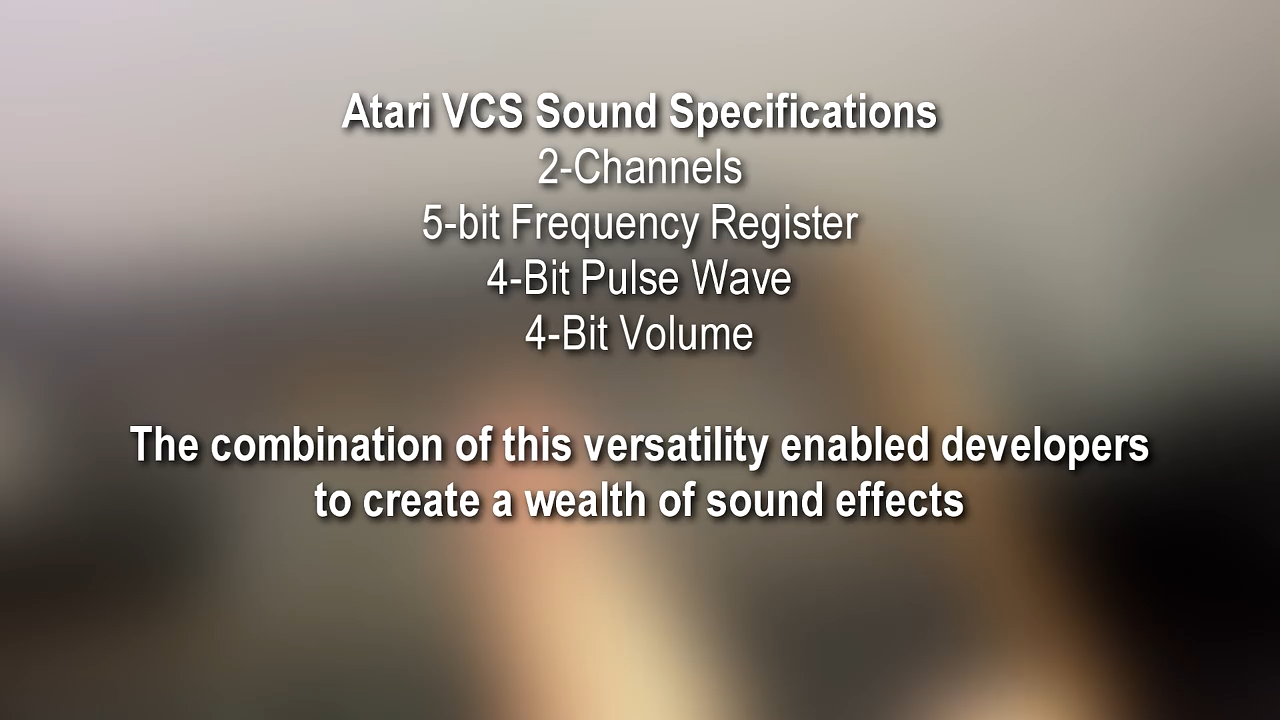 Atari VCS Sound Specifications
2-Channels
5-bit Frequency Register
4-Bit Pulse Wave
4-Bit Volume
The combination of this versatility enabled developers
to create a wealth of sound effects